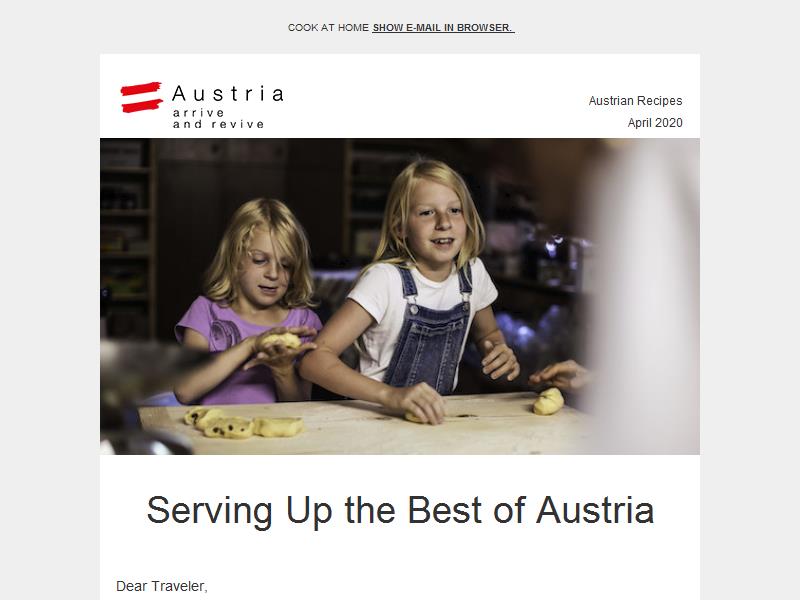 COOK AT HOME SHOW E-MAIL IN BROWSER.
Austria
arrive
and revive
Austrian Recipes
April 2020
Serving Up the Best of Austria
Dear Traveler,